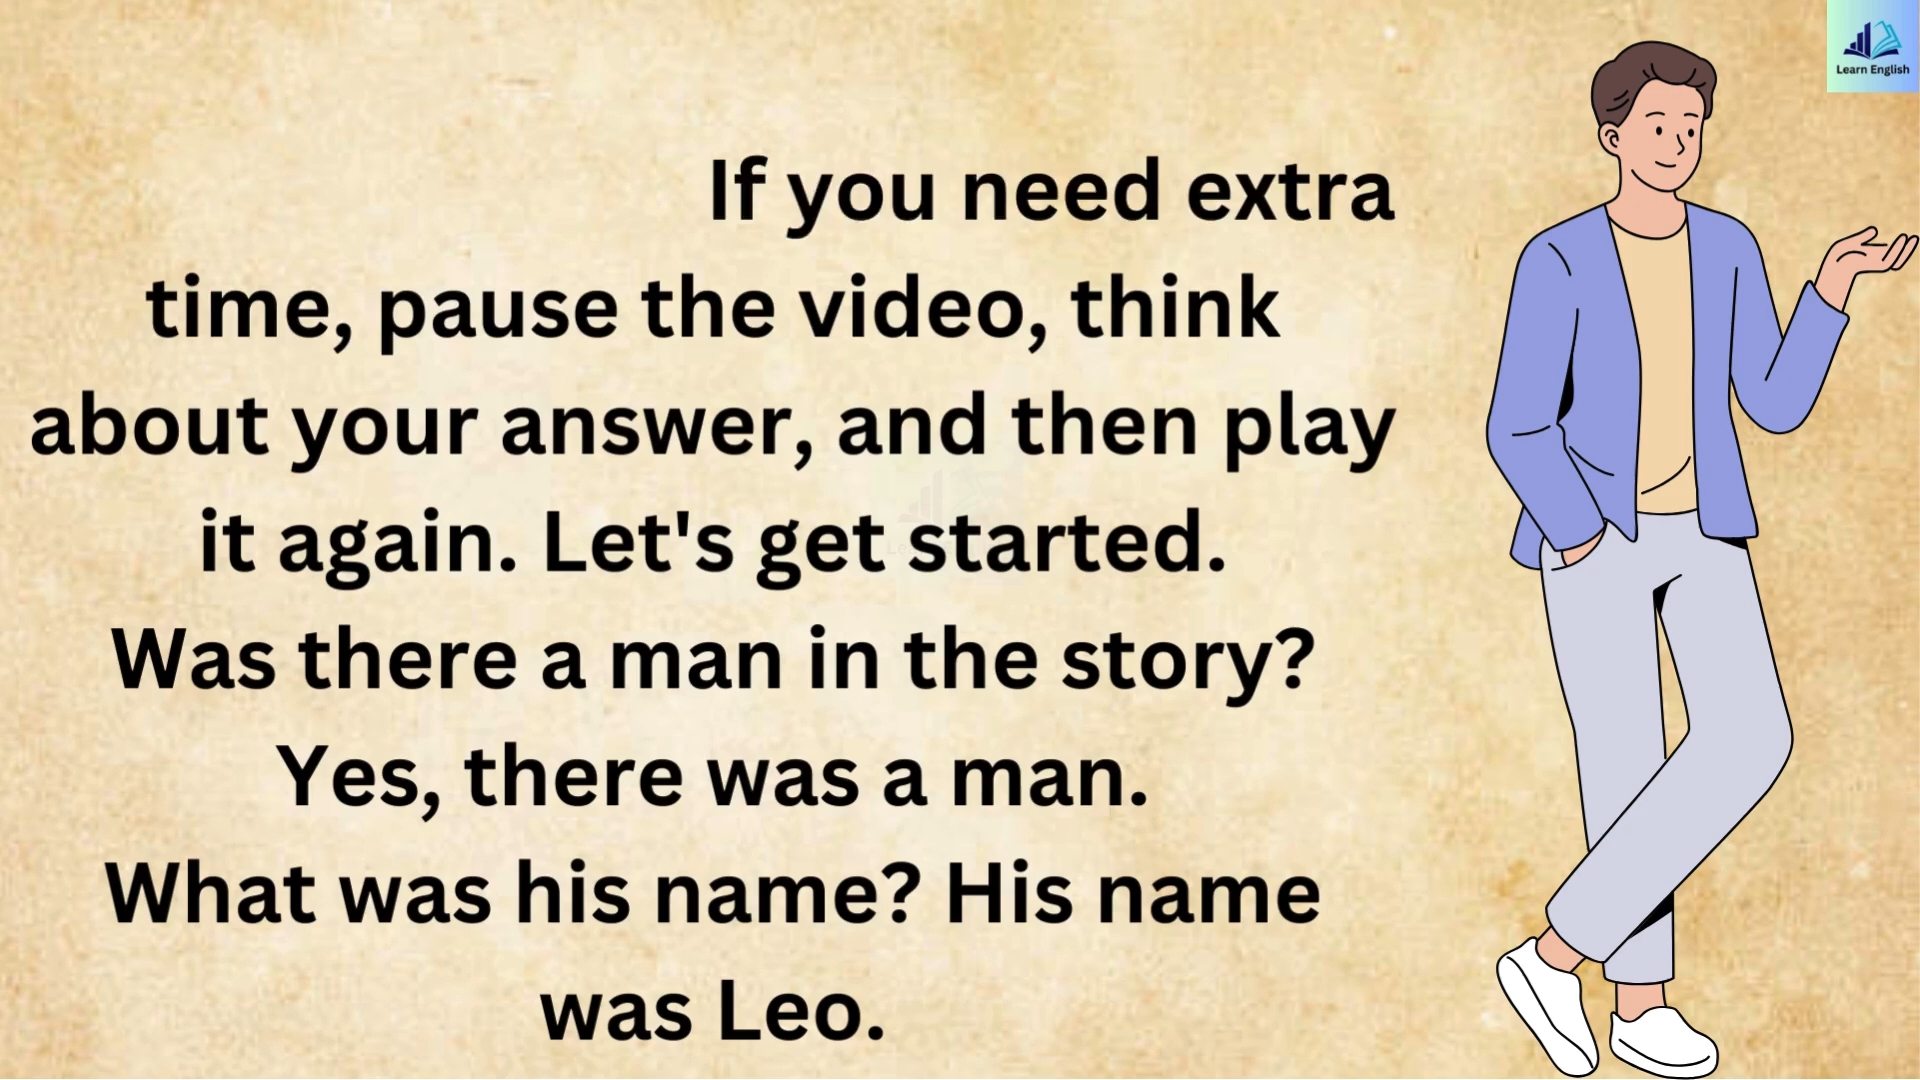 Learn English
If you need extra
time, pause the video, think
about your answer, and then play
it again. Let's get started.
Was there a man in the story?
Yes, there was a man.
What was his name? His name
was Leo.